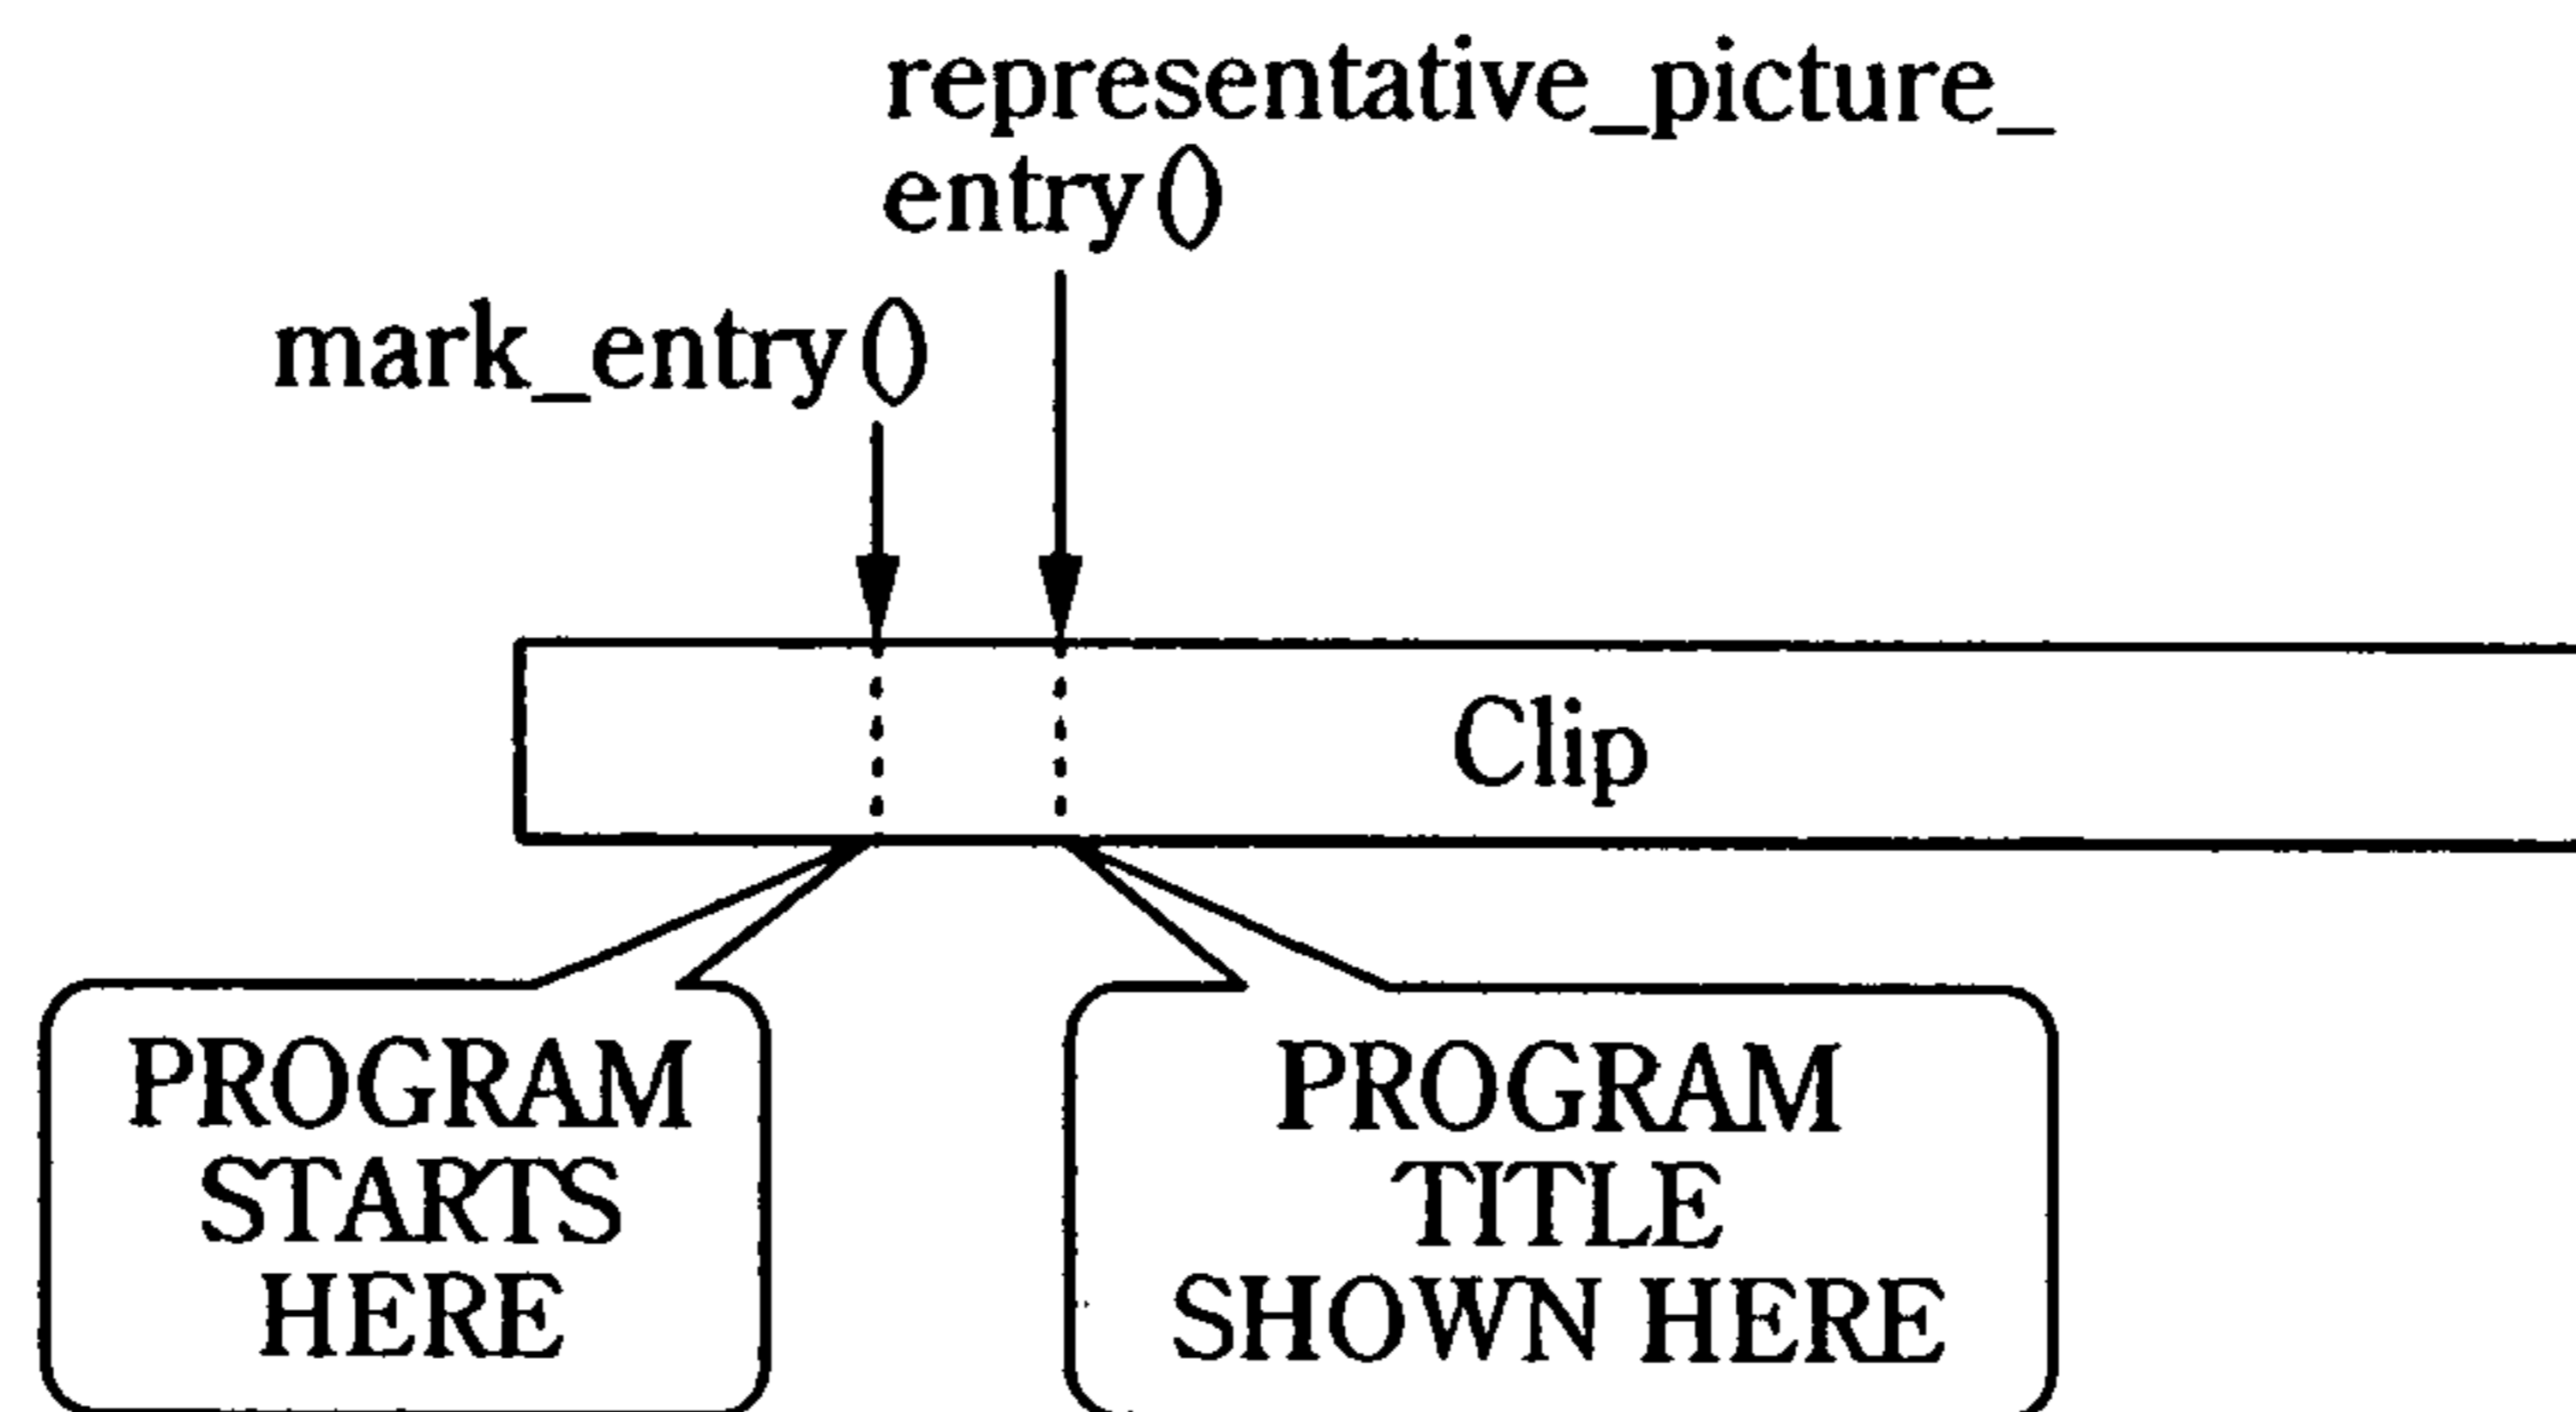 representative_picture_
entry()
mark_entry()
Clip
PROGRAM
STARTS
HERE
PROGRAM
TITLE
SHOWN HERE